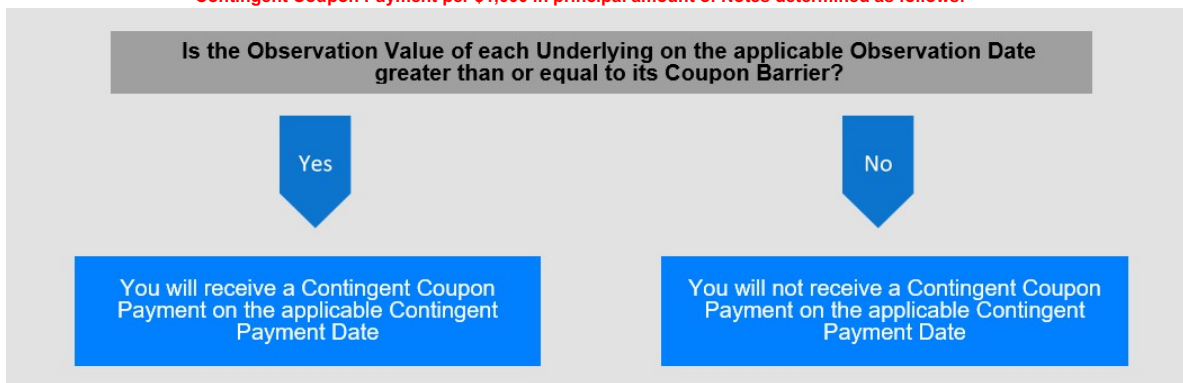 Contingent Coupon Payment per $1,000 in principal amount of Notes determined as follows:
Is the Observation Value of each Underlying on the applicable Observation Date
greater than or equal to its Coupon Barrier?
Yes
No
You will receive a Contingent Coupon
Payment on the applicable Contingent
Payment Date
You will not receive a Contingent Coupon
Payment on the applicable Contingent
Payment Date